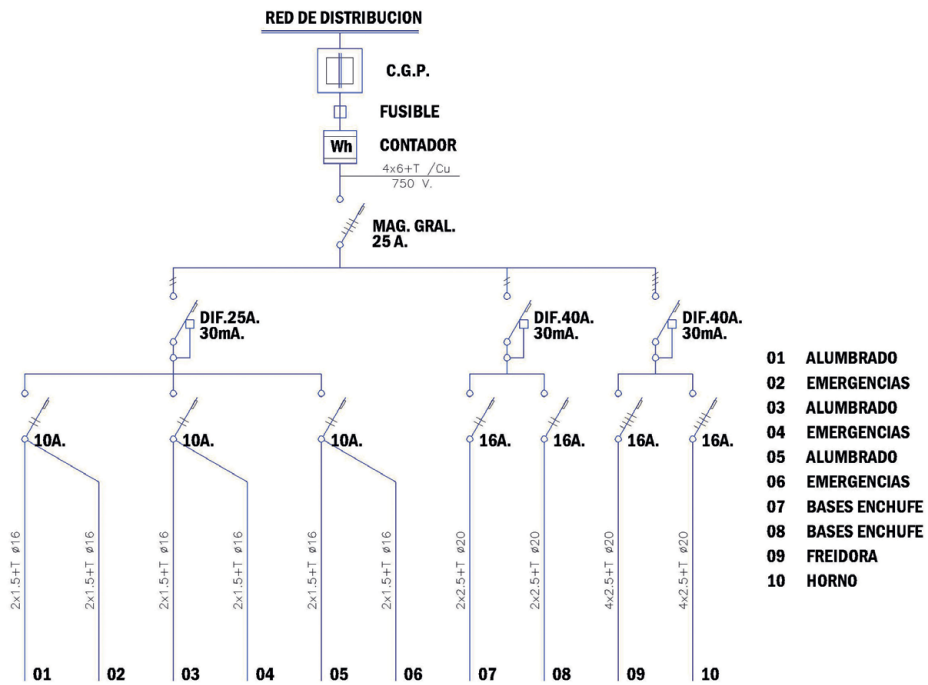 RED DE DISTRIBUCION
C.G.P.
FUSIBLE
Wh CONTADOR
4x6+T /Cu
750 V.
MAG. GRAL.
25 A.
DIF.25A.
30mA.
DIF.40A.
30mA.
DIF.40A.
30mA.
10A.
10A.
10A.
16A.
16A.
16A.
16A.
2x1.5+T ø16
2x1.5+T ø16
2x1.5+T ø16
2x1.5+T ø16
2x1.5+T ø16
2x1.5+T ø16
2x2.5+T ø20
2x2.5+T ø20
4x2.5+T ø20
4x2.5+T ø20
01 02 03 04 05 06 07 08 09 10
01 ALUMBRADO
02 EMERGENCIAS
03 ALUMBRADO
04 EMERGENCIAS
05 ALUMBRADO
06 EMERGENCIAS
07 BASES ENCHUFE
08 BASES ENCHUFE
09 FREIDORA
10 HORNO